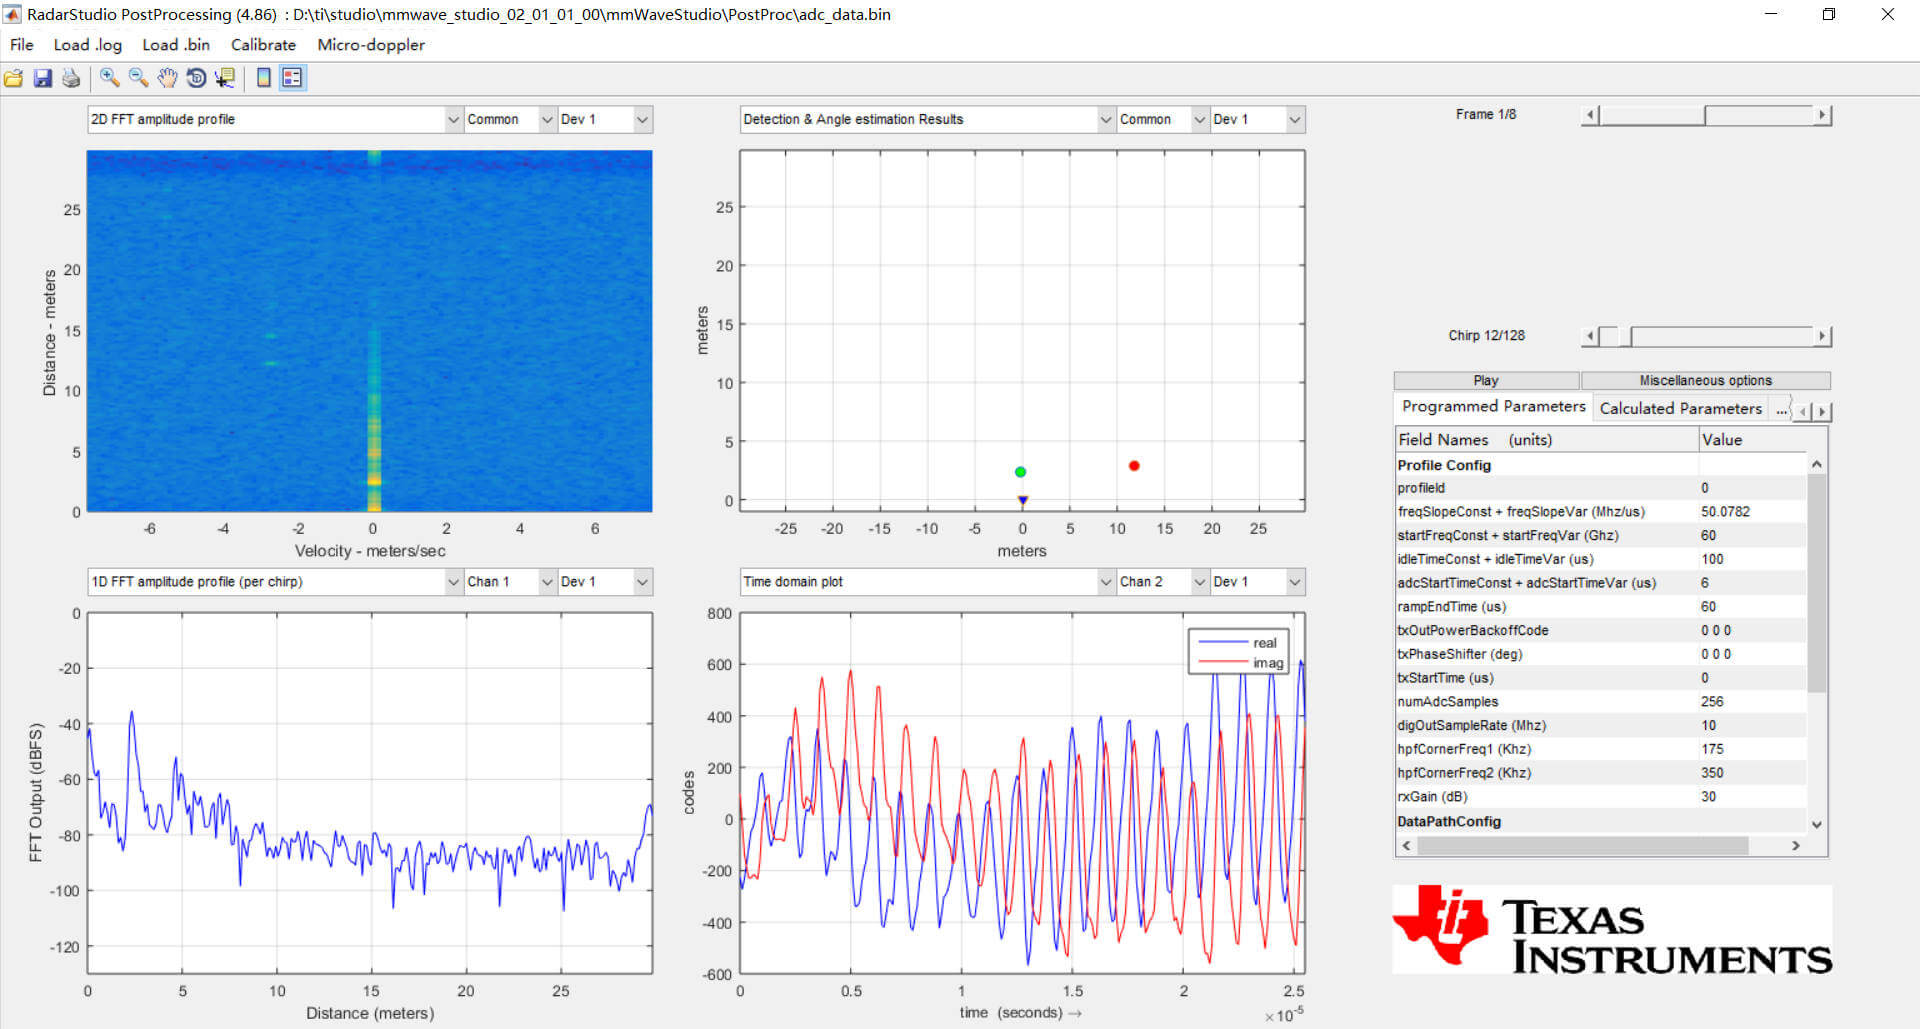 RadarStudio PostProcessing (4.86) : D:\ti\studio\mmwave_studio_02_01_01_00\mmWaveStudio\PostProc\adc_data.bin
File Load .log Load .bin Calibrate Micro-doppler
2D FFT amplitude profile Common Dev 1
Detection & Angle estimation Results Common Dev 1
Frame 1/8
25
20
15
10
5
0
Distance - meters
-6 -4 -2 0 2 4 6
Velocity - meters/sec
25
20
15
10
5
0
meters
-25 -20 -15 -10 -5 0 5 10 15 20 25
meters
Chirp 12/128
Play Miscellaneous options
Programmed Parameters Calculated Parameters ...
Field Names (units) Value
Profile Config
profileId 0
freqSlopeConst + freqSlopeVar (Mhz/us) 50.0782
startFreqConst + startFreqVar (Ghz) 60
idleTimeConst + idleTimeVar (us) 100
adcStartTimeConst + adcStartTimeVar (us) 6
rampEndTime (us) 60
txOutPowerBackoffCode 0 0 0
txPhaseShifter (deg) 0 0 0
txStartTime (us) 0
numAdcSamples 256
digOutSampleRate (Mhz) 10
hpfCornerFreq1 (Khz) 175
hpfCornerFreq2 (Khz) 350
rxGain (dB) 30
DataPathConfig
1D FFT amplitude profile (per chirp) Chan 1 Dev 1
Time domain plot Chan 2 Dev 1
0
-20
-40
-60
-80
-100
-120
FFT Output (dBFS)
0 5 10 15 20 25
Distance (meters)
800
600
400
200
0
-200
-400
-600
codes
real
imag
0 0.5 1 1.5 2 2.5
time (seconds) →
×10-5
TEXAS
INSTRUMENTS